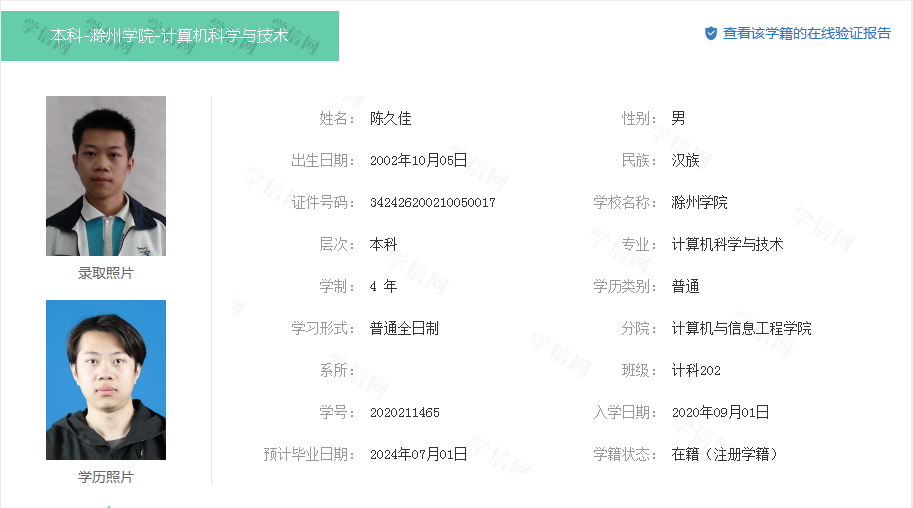 本科-滁州学院-计算机科学与技术
查看该学籍的在线验证报告
姓名： 陈久佳 性别： 男
出生日期： 2002年10月05日 民族： 汉族
证件号码： 342426200210050017 学校名称： 滁州学院
层次： 本科 专业： 计算机科学与技术
录取照片
学制： 4 年 学历类别： 普通
学习形式： 普通全日制 分院： 计算机与信息工程学院
系所： 班级： 计科202
学号： 2020211465 入学日期： 2020年09月01日
预计毕业日期： 2024年07月01日 学籍状态： 在籍（注册学籍）
学历照片
学信网